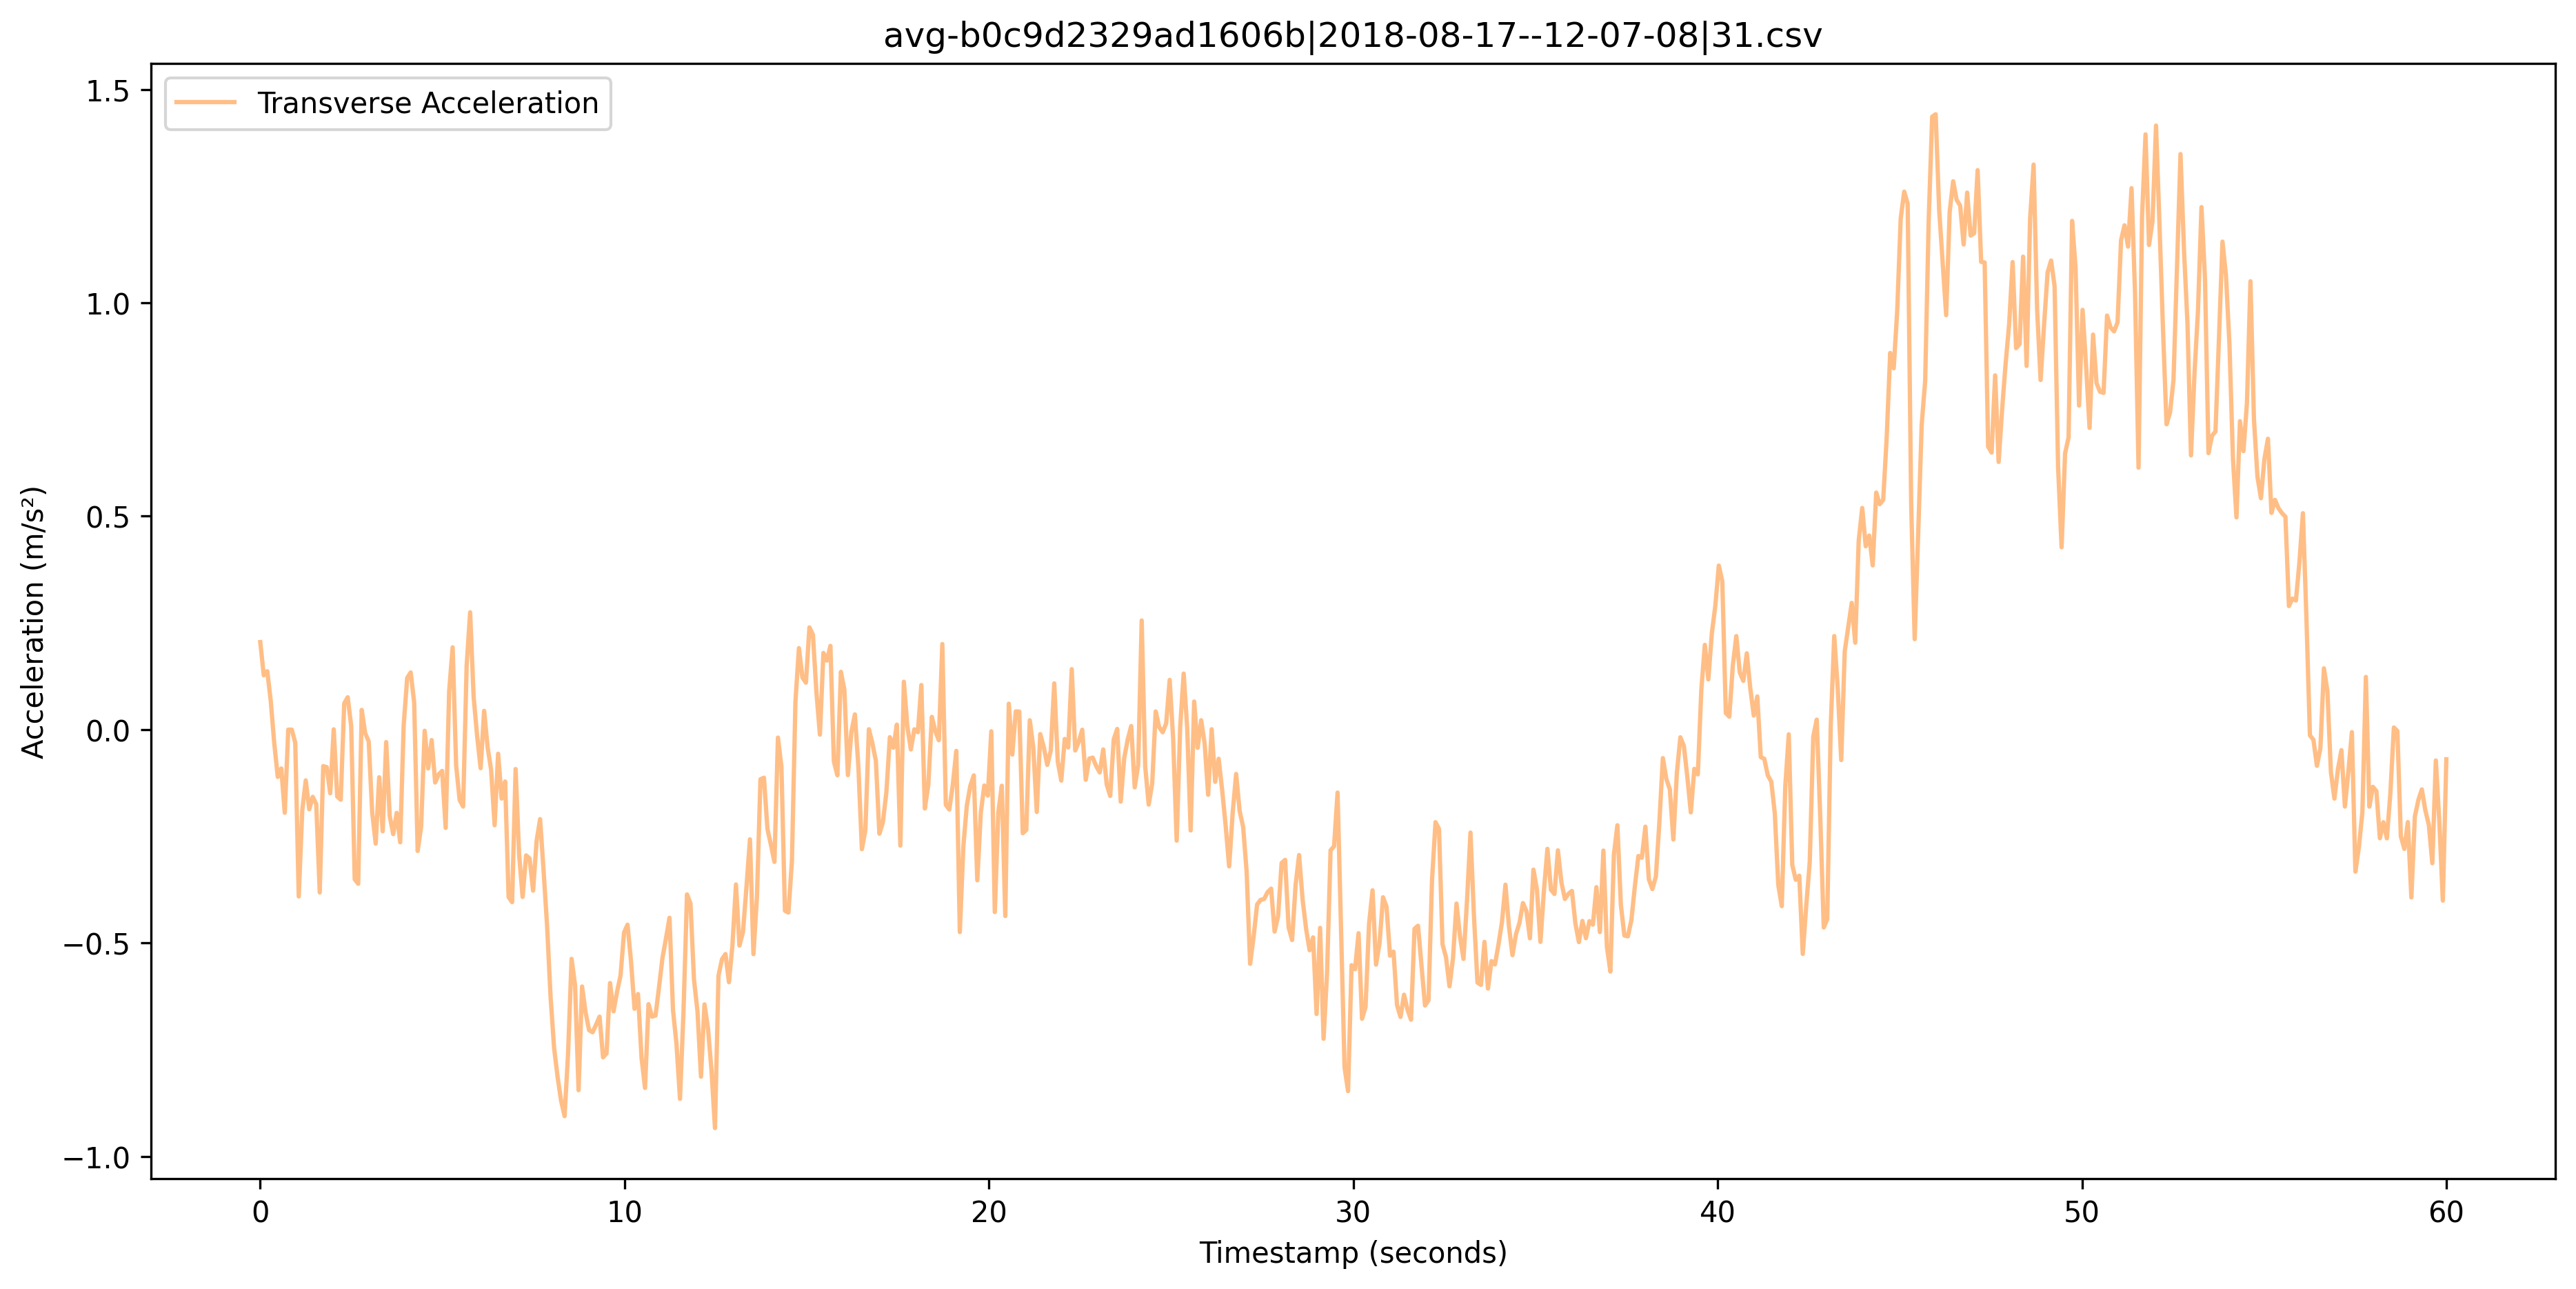 avg-b0c9d2329ad1606b|2018-08-17--12-07-08|31.csv
Transverse Acceleration
1.5
1.0
0.5
0.0
−0.5
−1.0
Acceleration (m/s²)
0 10 20 30 40 50 60
Timestamp (seconds)